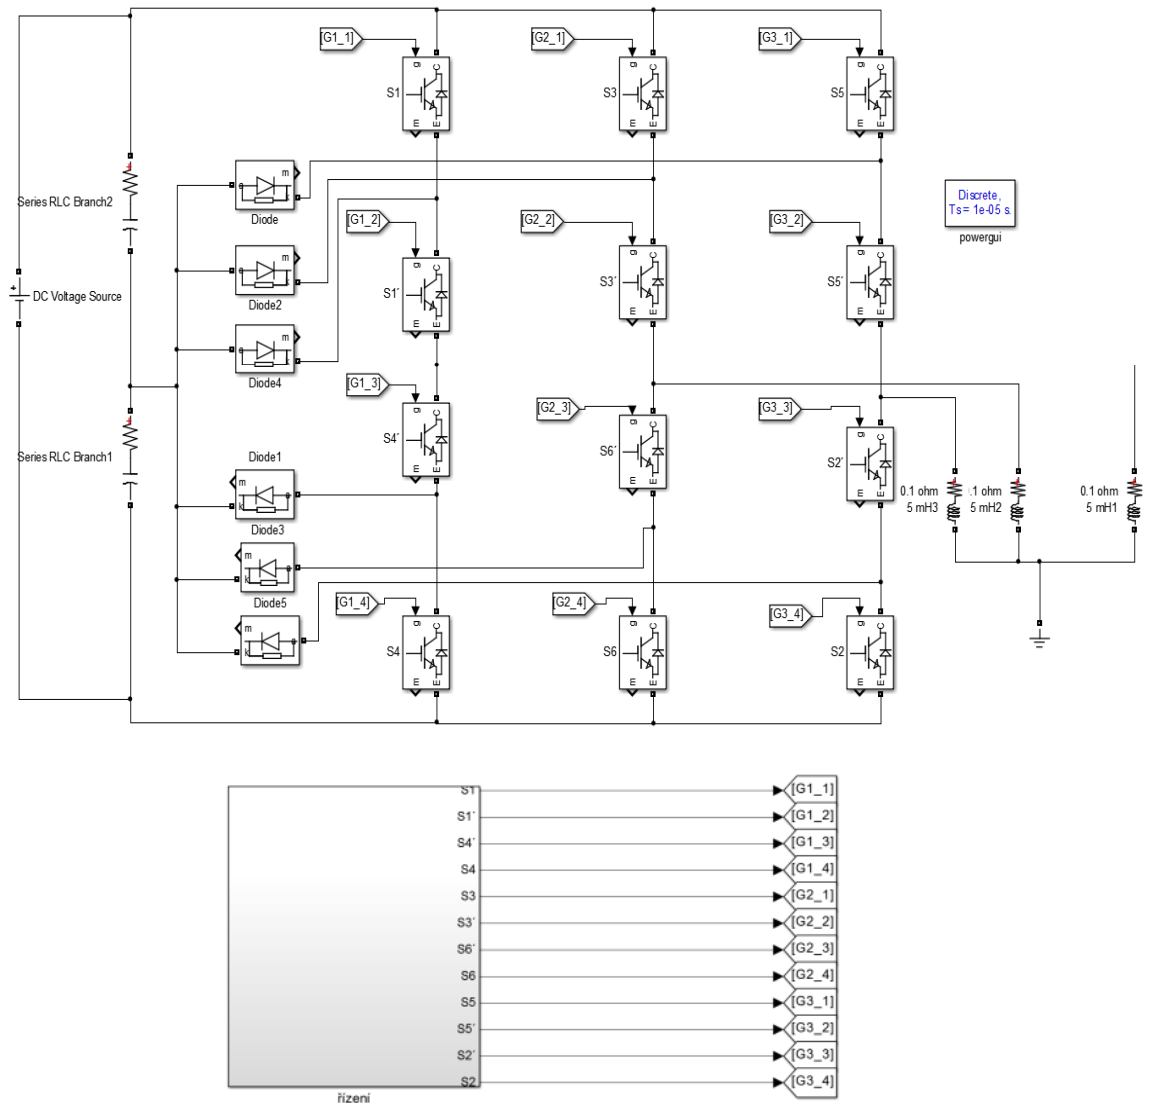 [G1_1]
[G2_1]
[G3_1]
g
C
S1
m
E
g
C
S3
m
E
g
C
S5
m
E
+
Series RLC Branch2
a
m
k
Diode
[G1_2]
[G2_2]
[G3_2]
Discrete,
Ts = 1e-05 s.
powergui
g
C
S1´
m
E
g
C
S3´
m
E
g
C
S5´
m
E
a
m
k
Diode2
+
DC Voltage Source
a
m
k
Diode4
[G1_3]
[G2_3]
[G3_3]
g
C
S4´
m
E
g
C
S6´
m
E
g
C
S2´
m
E
+
Series RLC Branch1
Diode1
m
k
a
Diode3
m
k
a
Diode5
m
k
a
0.1 ohm
5 mH3
.1 ohm
5 mH2
0.1 ohm
5 mH1
[G1_4]
[G2_4]
[G3_4]
g
C
S4
m
E
g
C
S6
m
E
g
C
S2
m
E
S1 [G1_1]
S1´ [G1_2]
S4´ [G1_3]
S4 [G1_4]
S3 [G2_1]
S3´ [G2_2]
S6´ [G2_3]
S6 [G2_4]
S5 [G3_1]
S5´ [G3_2]
S2´ [G3_3]
S2 [G3_4]
řízení